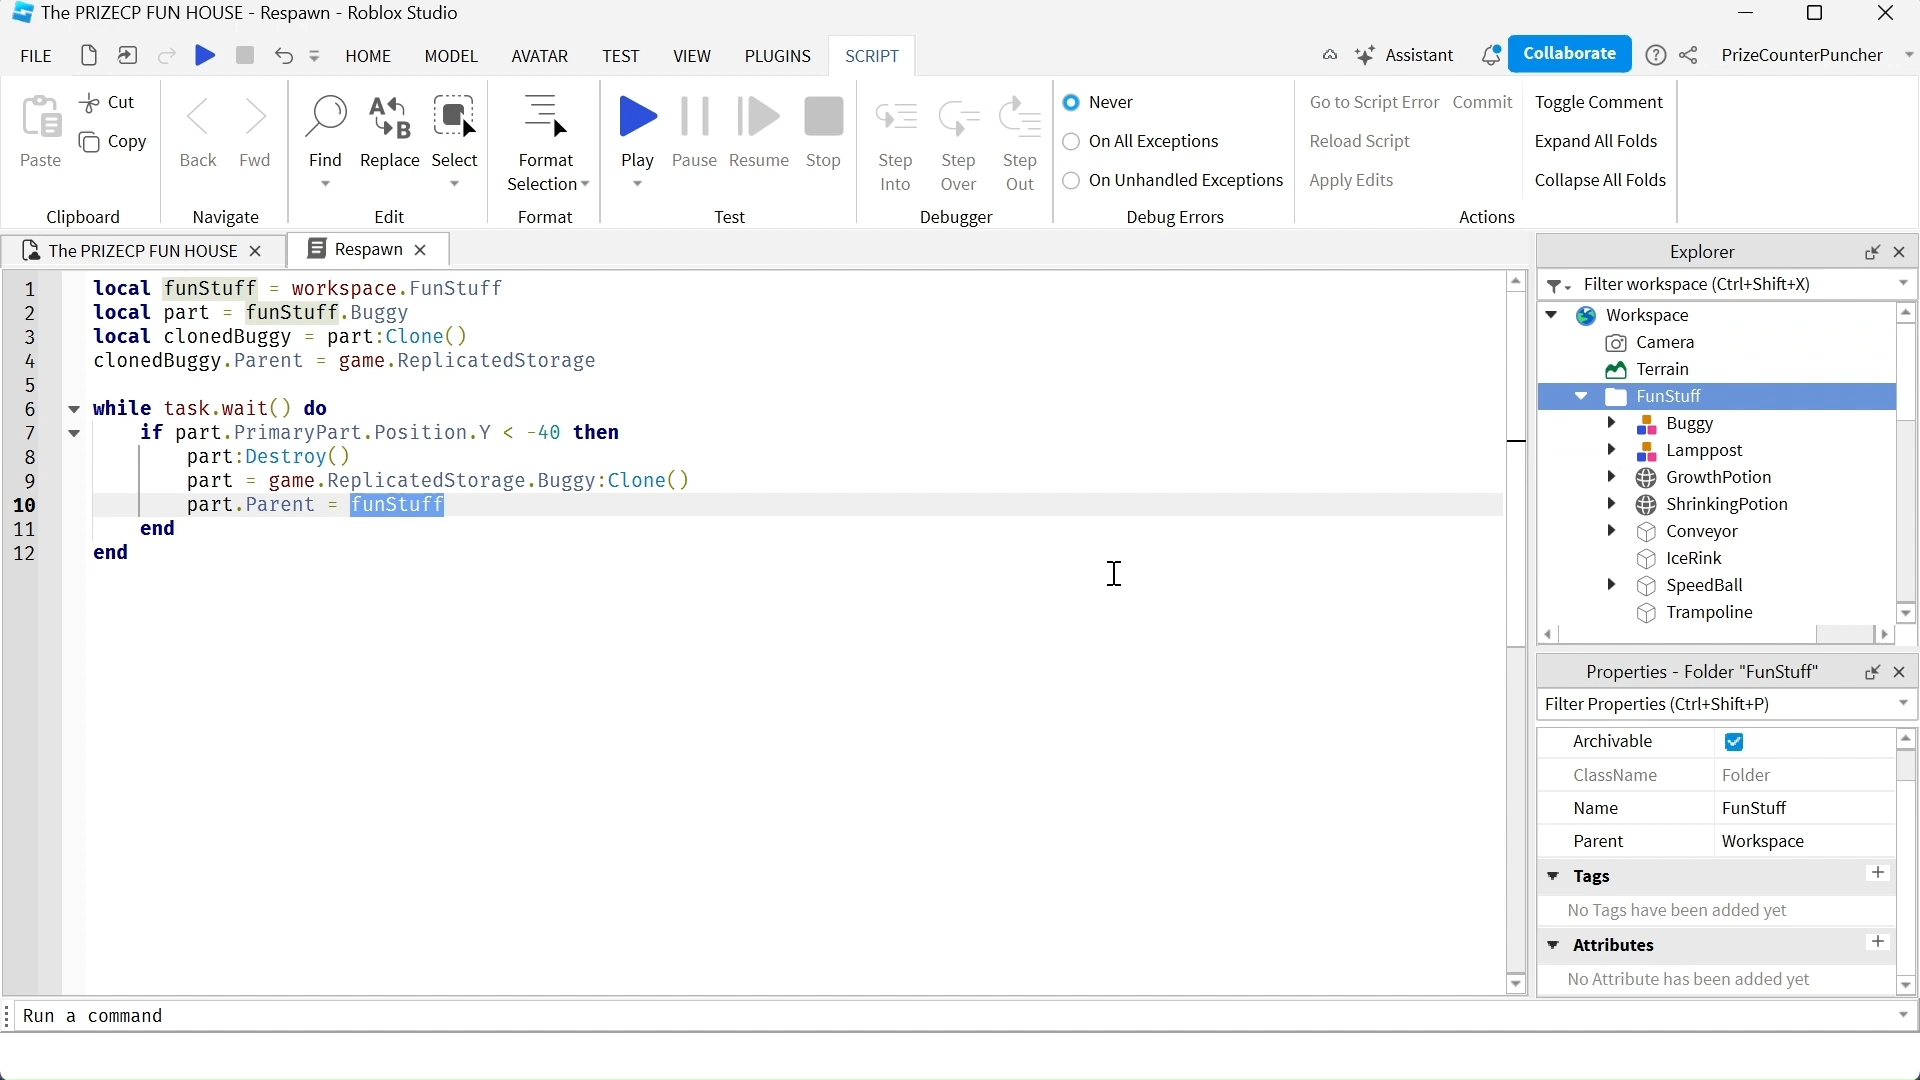 The PRIZECP FUN HOUSE - Respawn - Roblox Studio
FILE HOME MODEL AVATAR TEST VIEW PLUGINS SCRIPT Assistant Collaborate PrizeCounterPuncher
Paste
Cut
Copy
Clipboard
Back Fwd
Navigate
Find Replace Select
Edit
Format
Selection
Format
Play Pause Resume Stop
Test
Step Into
Step Over
Step Out
Debugger
Never
On All Exceptions
On Unhandled Exceptions
Debug Errors
Go to Script Error Commit Toggle Comment
Reload Script Expand All Folds
Apply Edits Collapse All Folds
Actions
The PRIZECP FUN HOUSE Respawn
1 local funStuff = workspace.FunStuff
2 local part = funStuff.Buggy
3 local clonedBuggy = part:Clone()
4 clonedBuggy.Parent = game.ReplicatedStorage
5
6 while task.wait() do
7 if part.PrimaryPart.Position.Y < -40 then
8 part:Destroy()
9 part = game.ReplicatedStorage.Buggy:Clone()
10 part.Parent = funStuff
11 end
12 end
Explorer
Filter workspace (Ctrl+Shift+X)
Workspace
Camera
Terrain
FunStuff
Buggy
Lamppost
GrowthPotion
ShrinkingPotion
Conveyor
IceRink
SpeedBall
Trampoline
Properties - Folder "FunStuff"
Filter Properties (Ctrl+Shift+P)
Archivable
ClassName Folder
Name FunStuff
Parent Workspace
Tags
No Tags have been added yet
Attributes
No Attribute has been added yet
Run a command